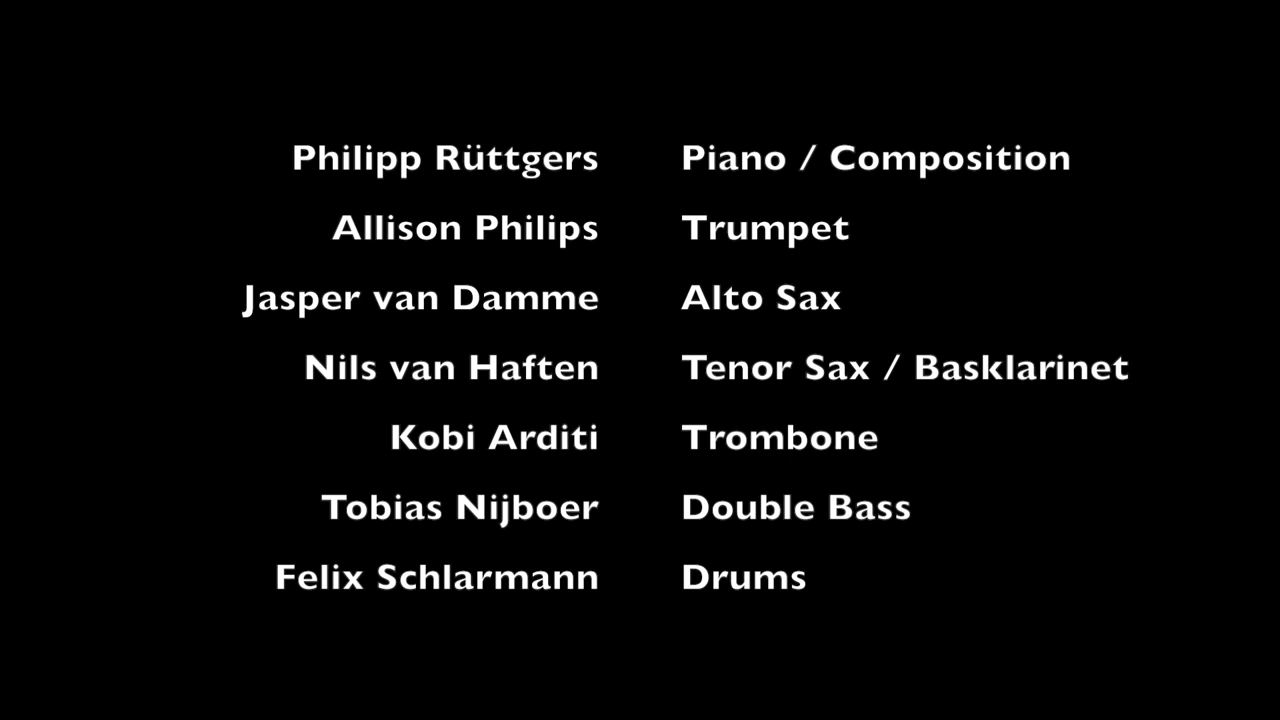 Philipp Rüttgers Piano / Composition
Allison Philips Trumpet
Jasper van Damme Alto Sax
Nils van Haften Tenor Sax / Basklarinet
Kobi Arditi Trombone
Tobias Nijboer Double Bass
Felix Schlarmann Drums